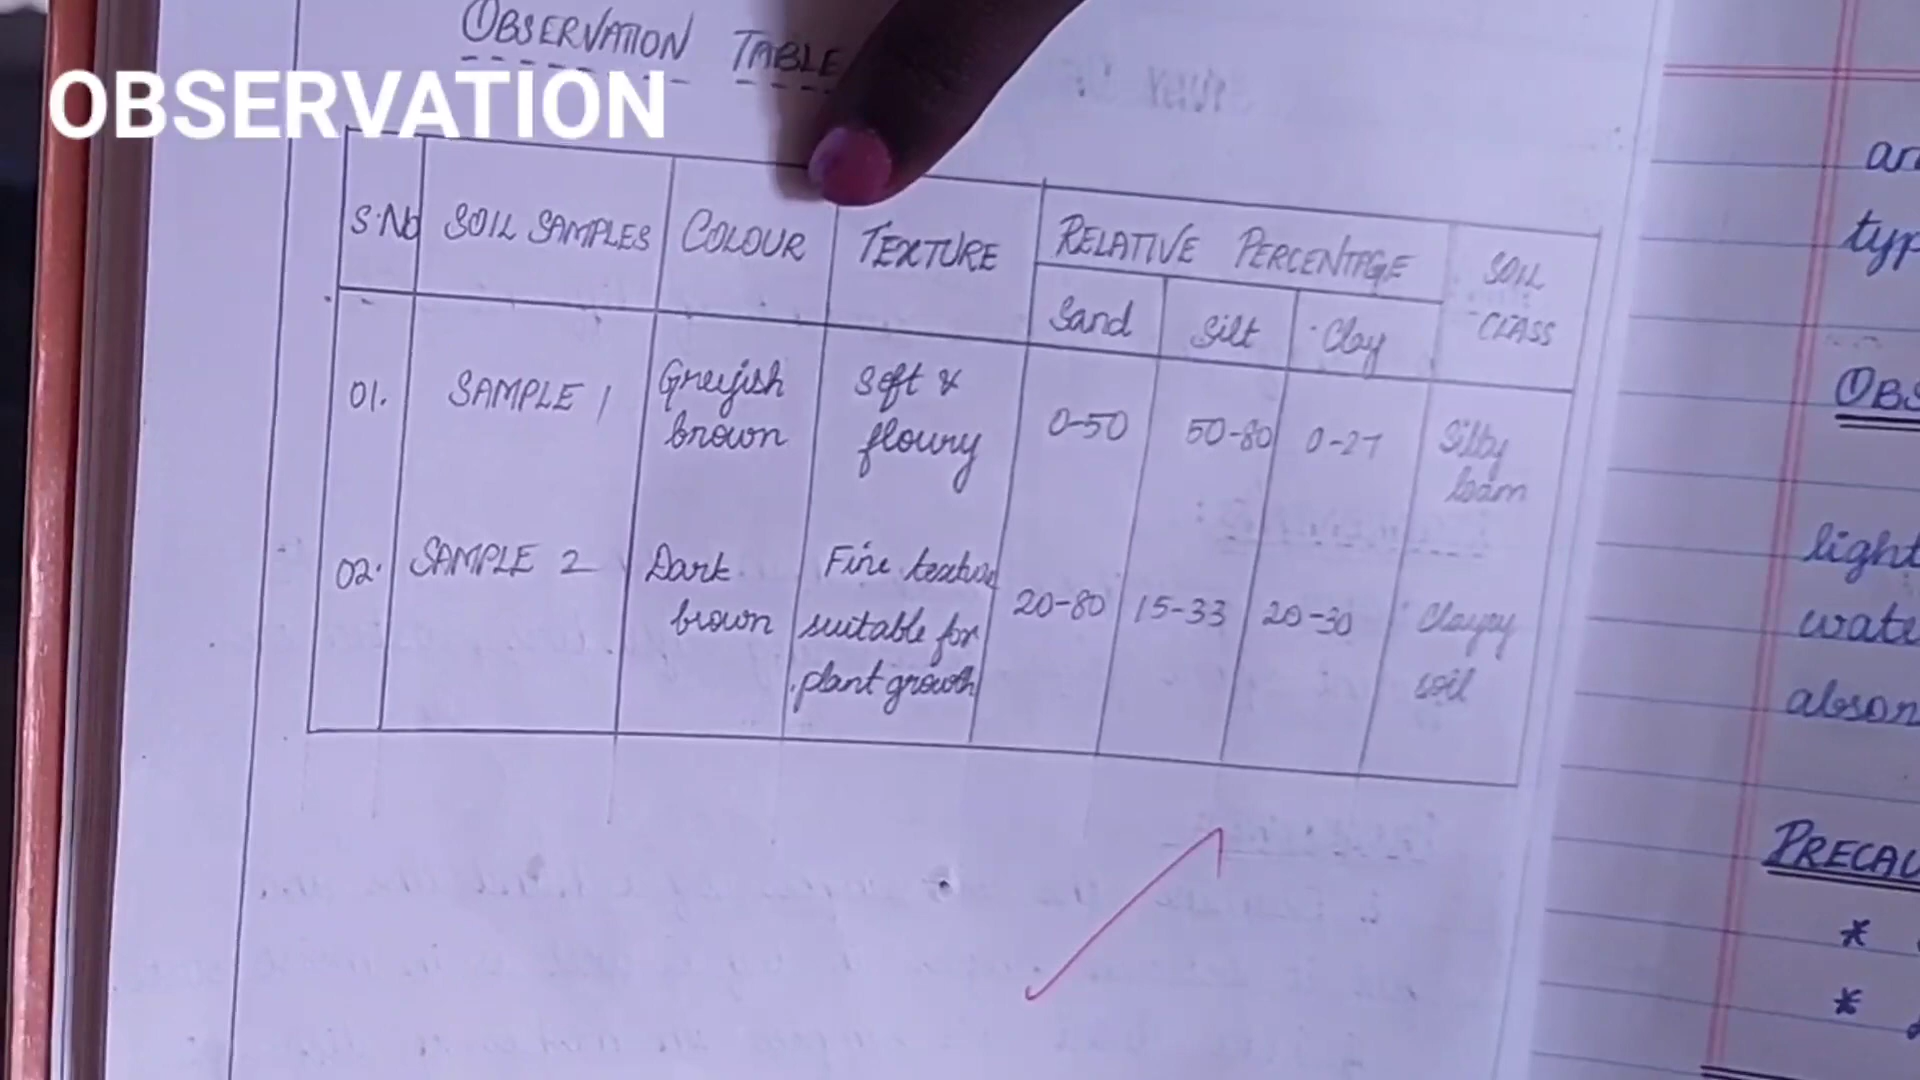 OBSERVATION TABLE
OBSERVATION
S.No SOIL SAMPLES COLOUR TEXTURE RELATIVE PERCENTAGE SOIL CLASS
Sand Silt Clay
01. SAMPLE 1 Greyish brown Soft & floury 0-50 50-80 0-27 Silty loam
02. SAMPLE 2 Dark brown Fine texture suitable for plant growth 20-80 15-33 20-30 Clayey soil
typ
OBS
light
wate
absor
PRECAU
*
*